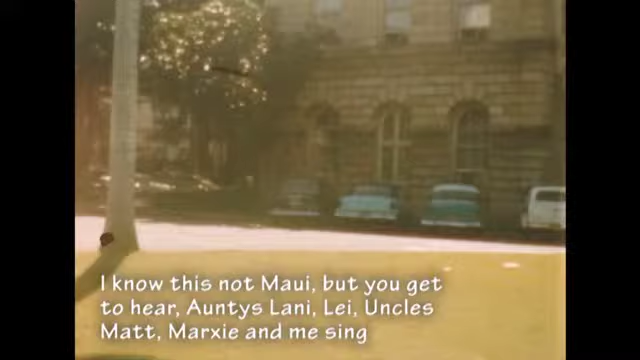 I know this not Maui, but you get
to hear, Auntys Lani, Lei, Uncles
Matt, Marxie and me sing